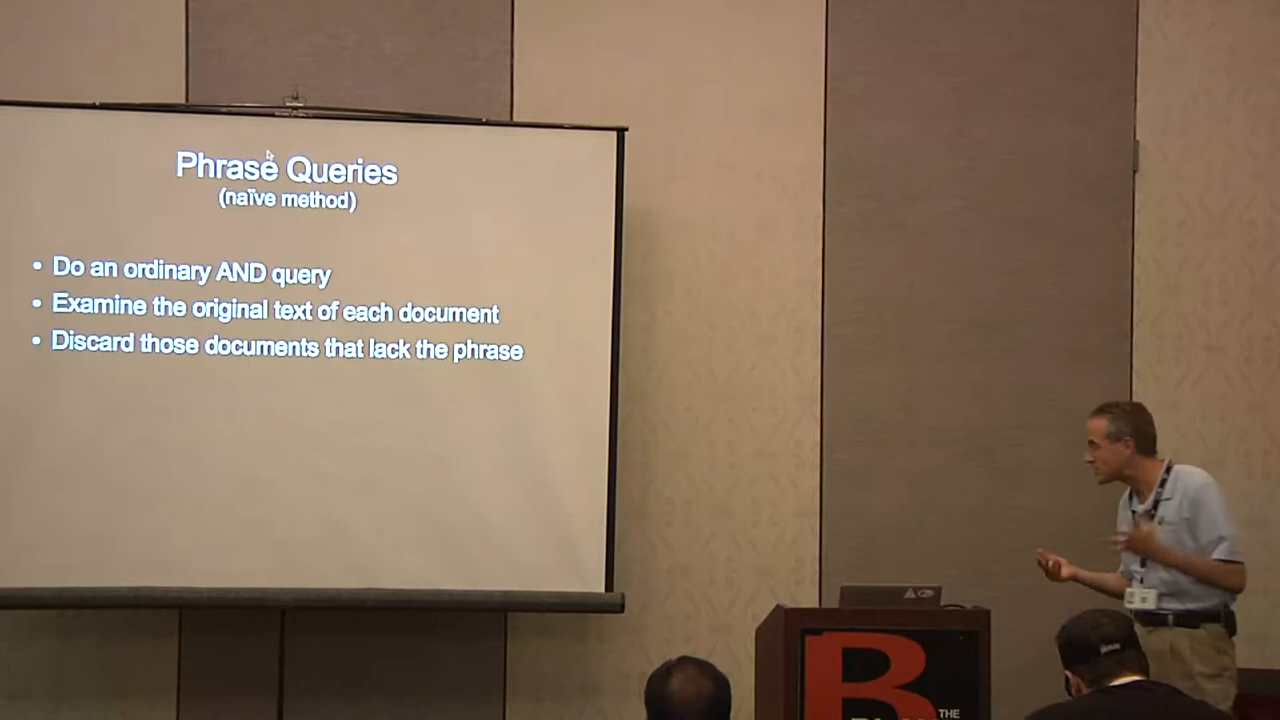 Phrase Queries
(naïve method)
• Do an ordinary AND query
• Examine the original text of each document
• Discard those documents that lack the phrase
B
THE